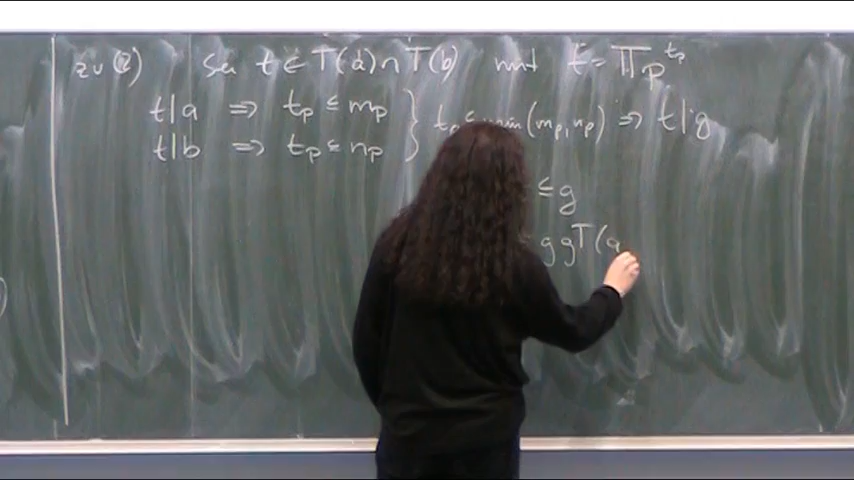 zu (2) Sei t ∈ T(a) ∩ T(b) mit t = ∏ p^{t_p}
t|a ⇒ t_p ≤ m_p } t_p ≤ min(m_p, n_p) ⇒ t|g
t|b ⇒ t_p ≤ n_p
≤ g
ggT(a